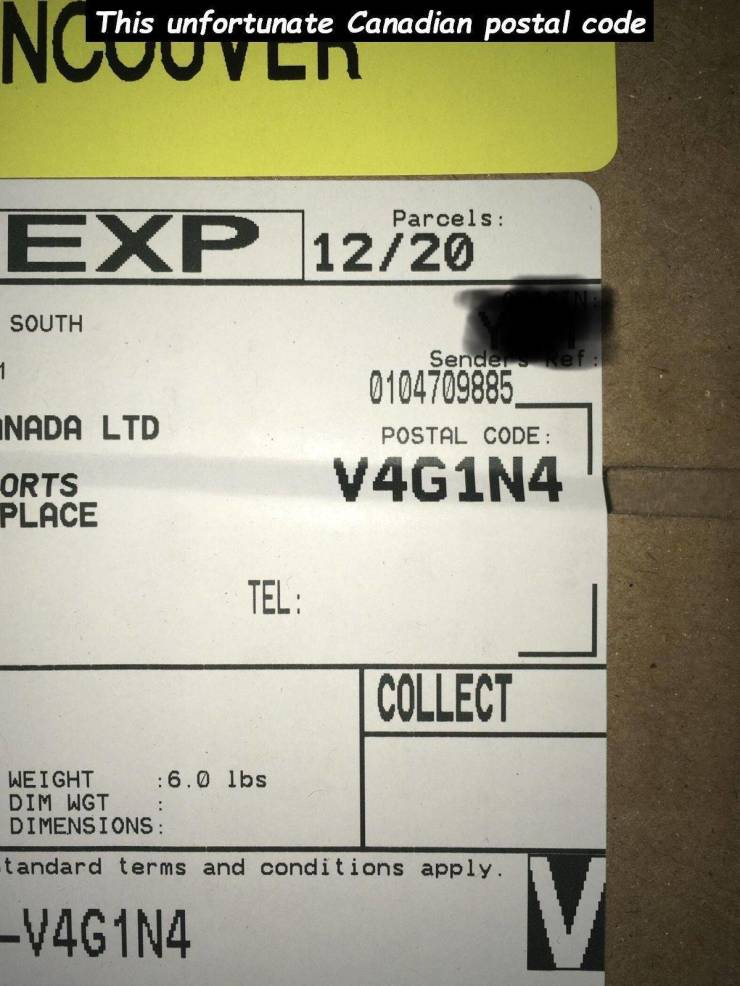 This unfortunate Canadian postal code
NCOUVER
EXP
Parcels:
12/20
SOUTH
Senders Ref:
1
0104709885
NADA LTD
POSTAL CODE:
V4G1N4
ORTS
PLACE
TEL:
COLLECT
WEIGHT :6.0 lbs
DIM WGT :
DIMENSIONS:
tandard terms and conditions apply.
-V4G1N4
V